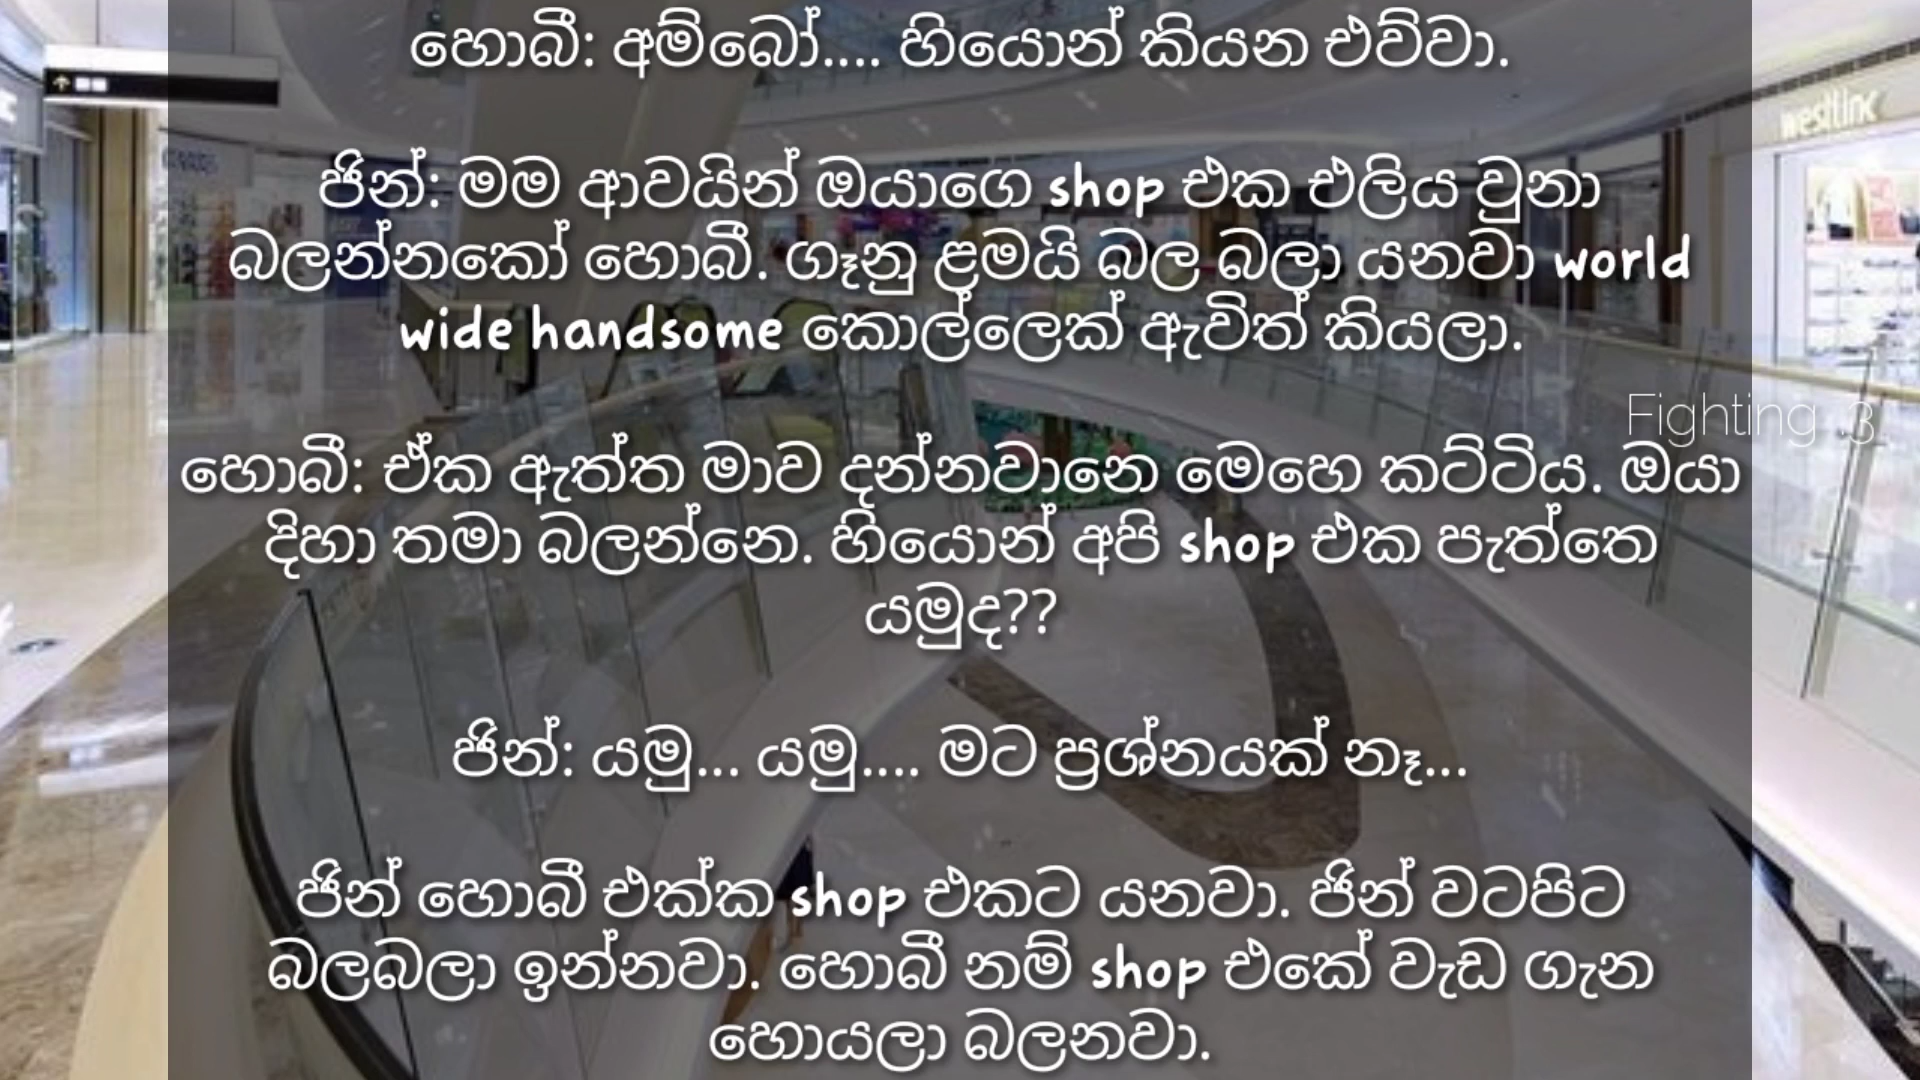 හොබී: අම්බෝ.... හියොන් කියන එව්වා.
ජින්: මම ආවයින් ඔයාගෙ shop එක එළිය වුනා
බලන්නකෝ හොබී. ගෑනු ළමයි බල බලා යනවා world
wide handsome කොල්ලෙක් ඇවිත් කියලා.
Fighting :3
හොබී: ඒක ඇත්ත මාව දන්නවානෙ මෙහෙ කට්ටිය. ඔයා
දිහා තමා බලන්නෙ. හියොන් අපි shop එක පැත්තෙ
යමුද??
ජින්: යමු... යමු.... මට ප්‍රශ්නයක් නෑ...
ජින් හොබී එක්ක shop එකට යනවා. ජින් වටපිට
බලබලා ඉන්නවා. හොබී නම් shop එකේ වැඩ ගැන
හොයලා බලනවා.
westlinc